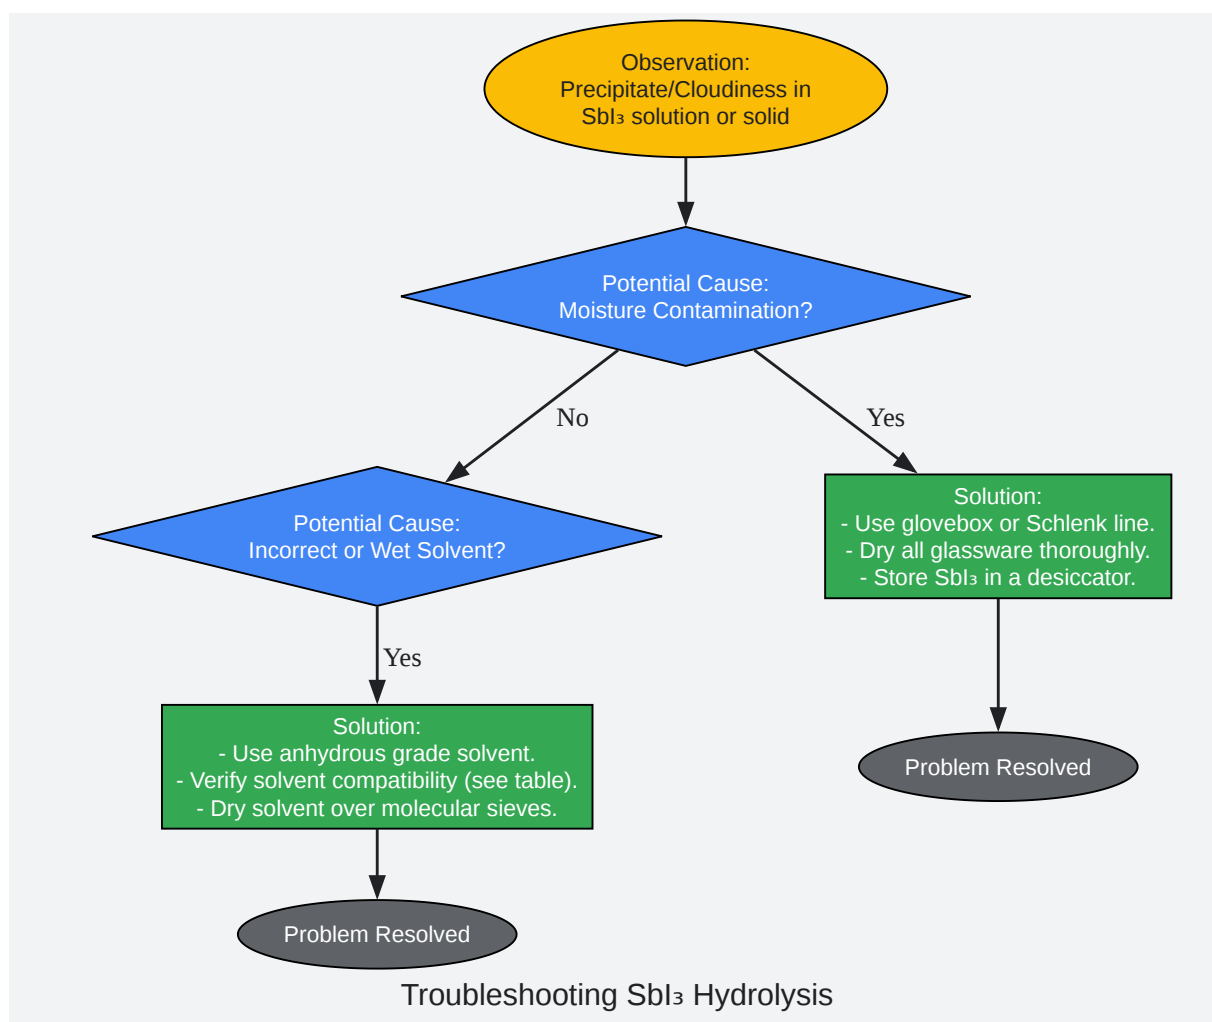 Observation:
Precipitate/Cloudiness in
SbI₃ solution or solid
Potential Cause:
Moisture Contamination?
No
Yes
Potential Cause:
Incorrect or Wet Solvent?
Solution:
- Use glovebox or Schlenk line.
- Dry all glassware thoroughly.
- Store SbI₃ in a desiccator.
Yes
Solution:
- Use anhydrous grade solvent.
- Verify solvent compatibility (see table).
- Dry solvent over molecular sieves.
Problem Resolved
Problem Resolved
Troubleshooting SbI₃ Hydrolysis